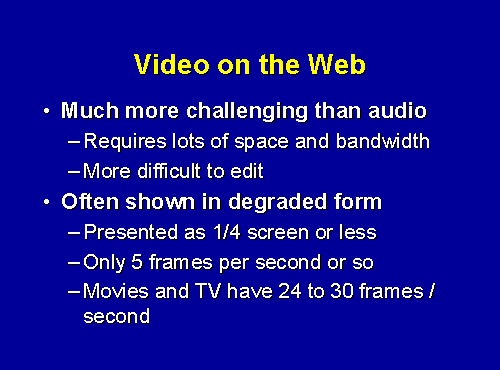 Video on the Web
• Much more challenging than audio
– Requires lots of space and bandwidth
– More difficult to edit
• Often shown in degraded form
– Presented as 1/4 screen or less
– Only 5 frames per second or so
– Movies and TV have 24 to 30 frames /
second